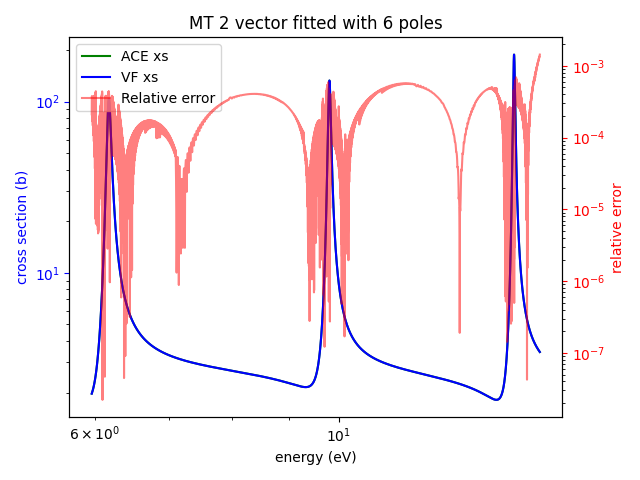 MT 2 vector fitted with 6 poles
ACE xs
VF xs
Relative error
cross section (b)
10²
10¹
10⁻³
10⁻⁴
10⁻⁵
10⁻⁶
10⁻⁷
relative error
6 × 10⁰
10¹
energy (eV)